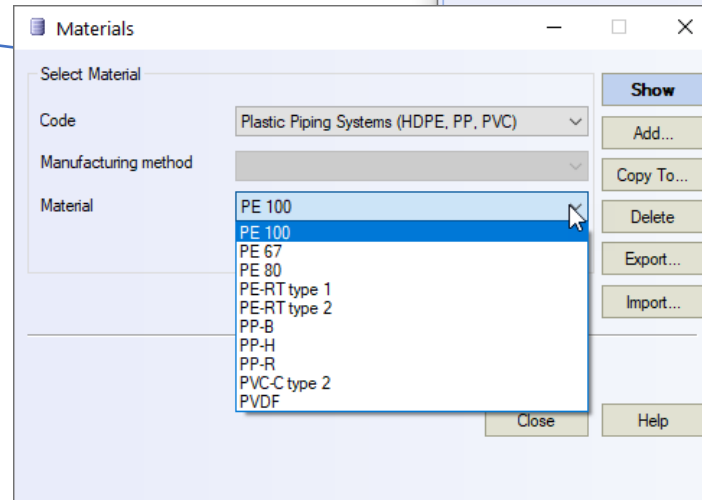 Materials
Select Material
Show
Code
Plastic Piping Systems (HDPE, PP, PVC)
Add...
Manufacturing method
Copy To...
Material
PE 100
Delete
PE 100
PE 67
PE 80
Export...
PE-RT type 1
PE-RT type 2
Import...
PP-B
PP-H
PP-R
PVC-C type 2
PVDF
Close
Help